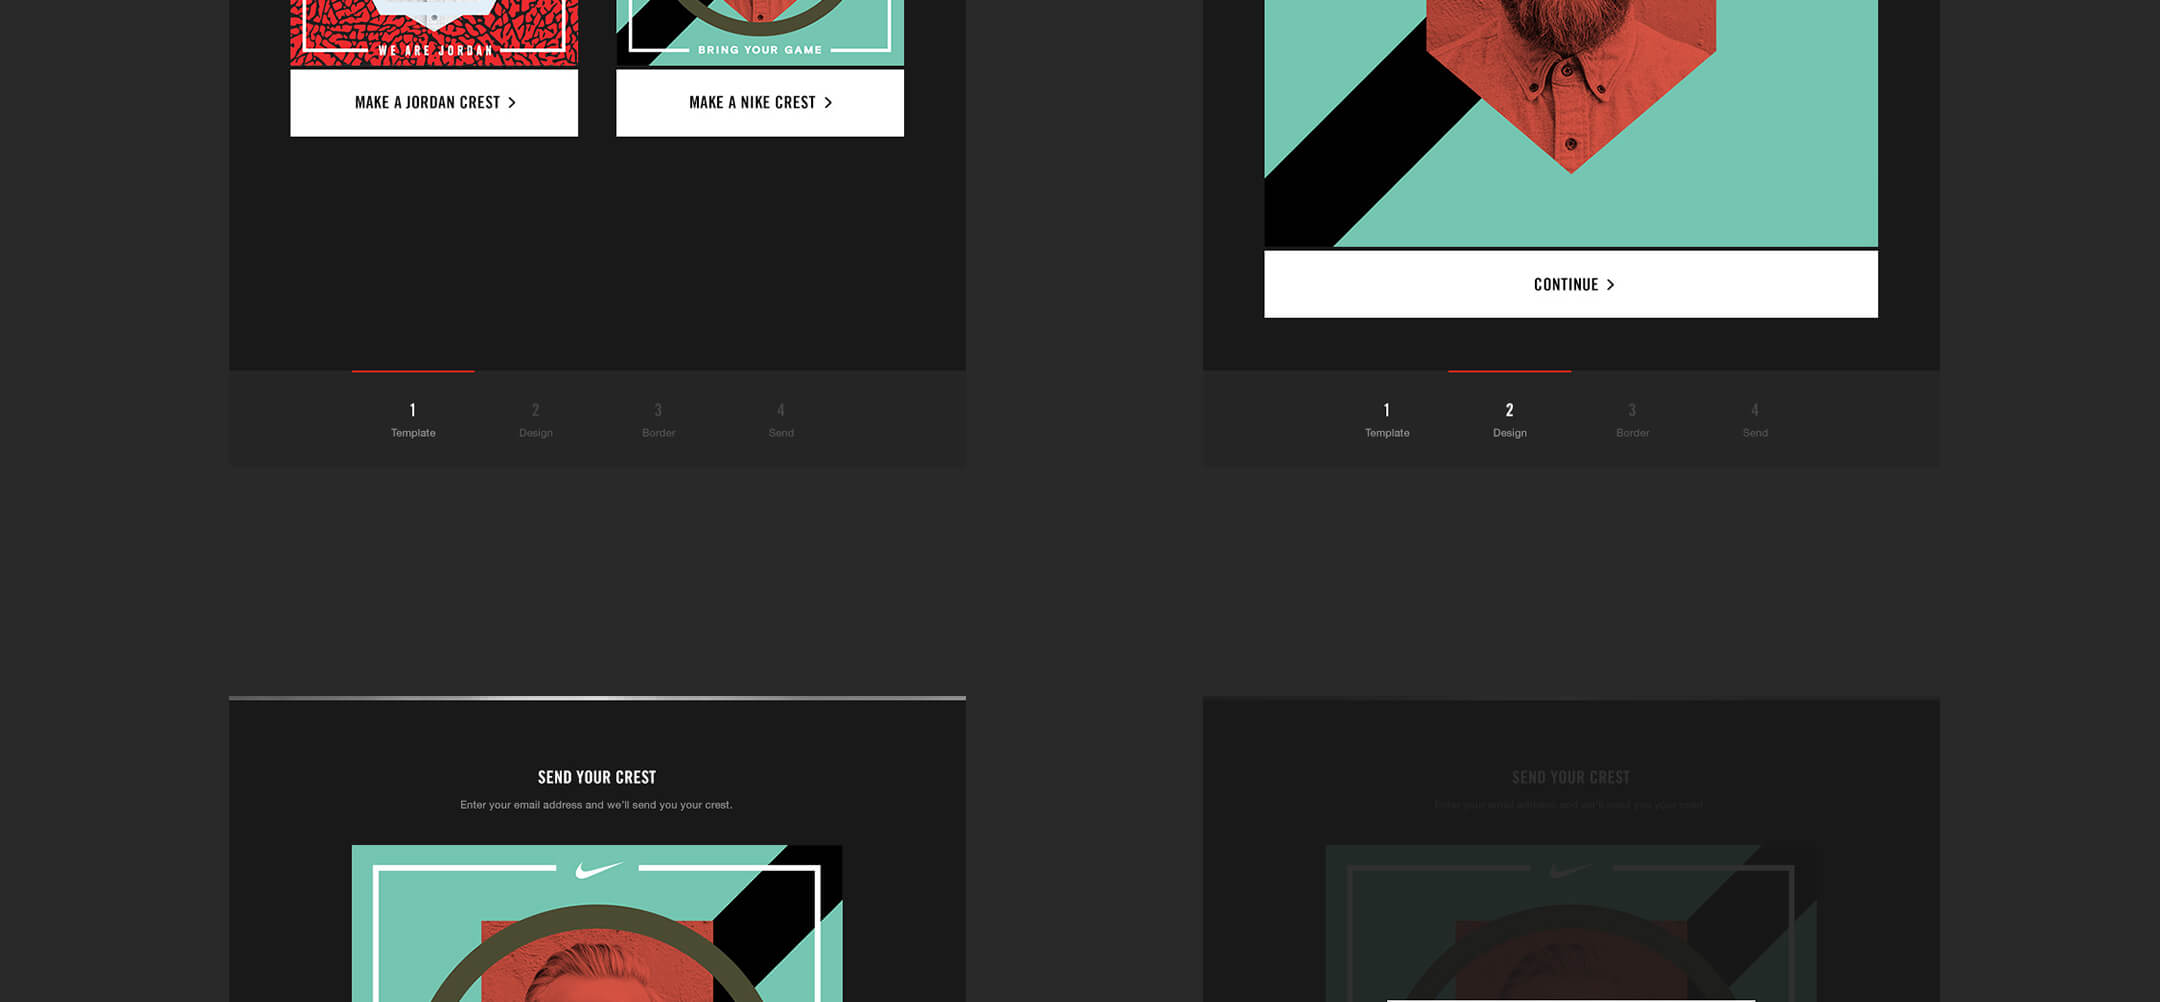 WE ARE JORDAN
BRING YOUR GAME
MAKE A JORDAN CREST >
MAKE A NIKE CREST >
CONTINUE >
1
2
3
4
Template
Design
Border
Send
1
2
3
4
Template
Design
Border
Send
SEND YOUR CREST
Enter your email address and we'll send you your crest.
SEND YOUR CREST
Enter your email address and we'll send you your crest.